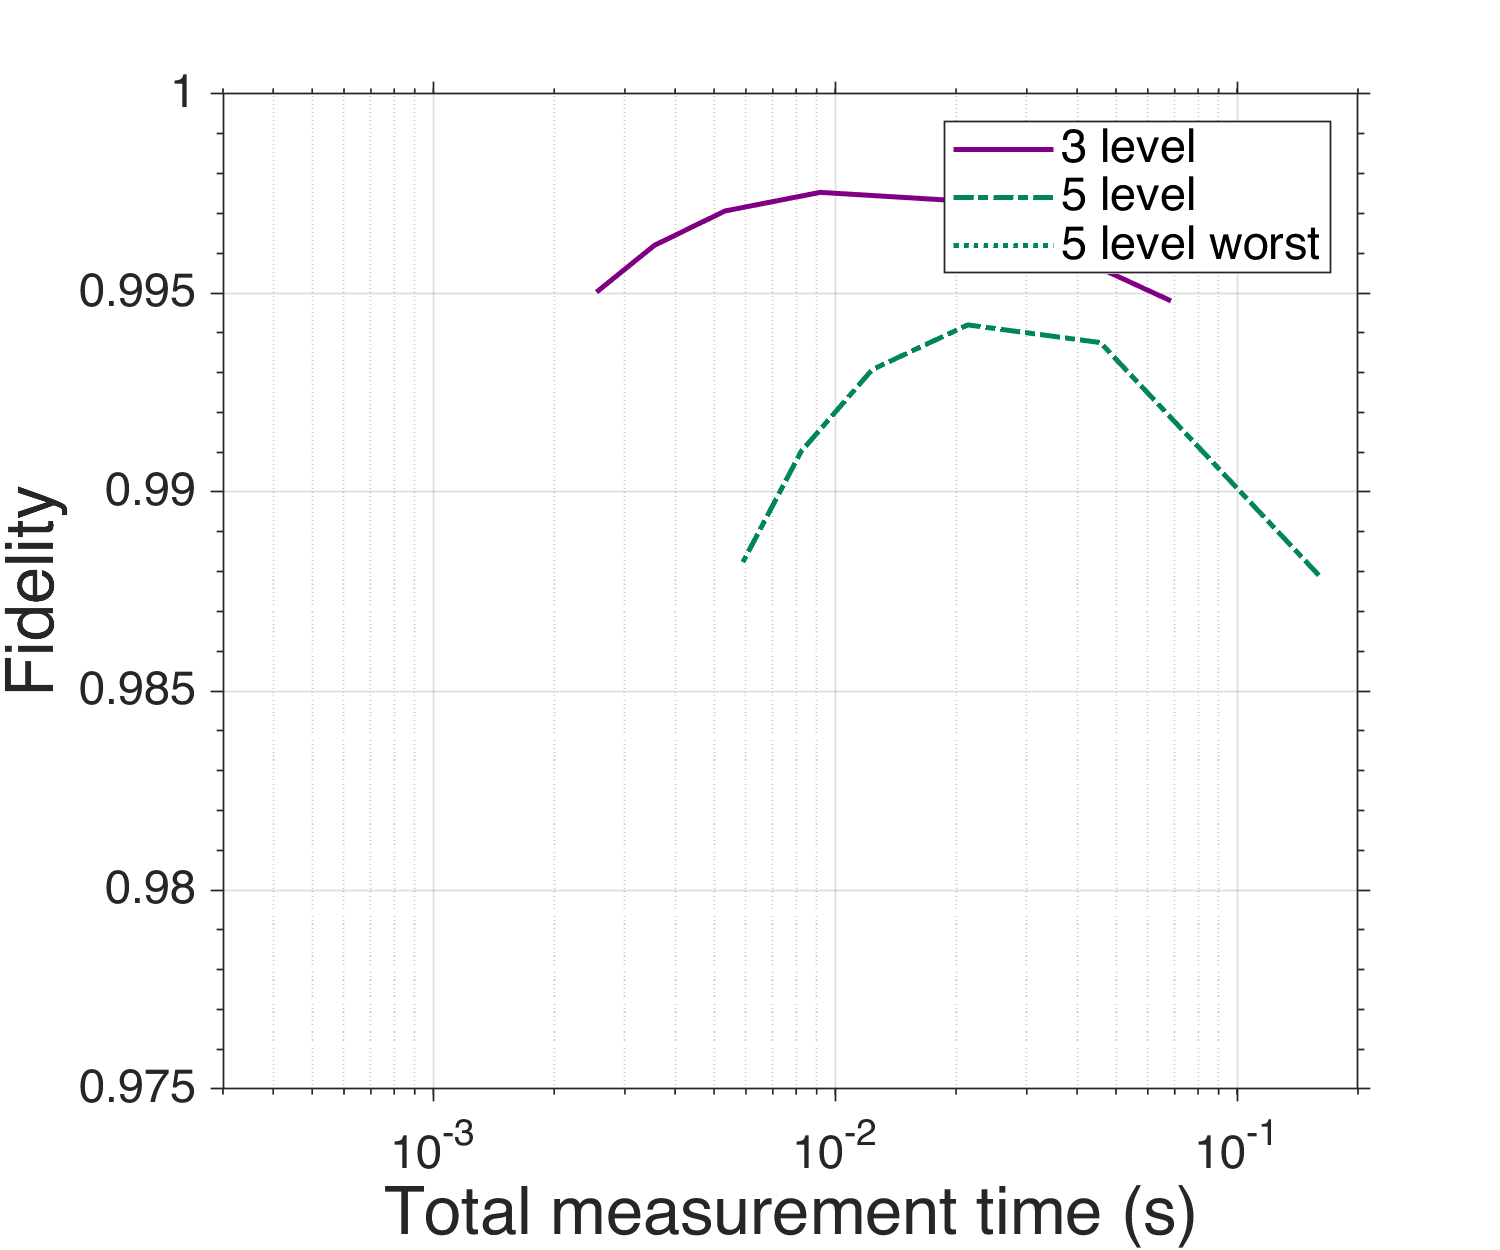 1
0.995
0.99
0.985
0.98
0.975
Fidelity
3 level
5 level
5 level worst
10^-3
10^-2
10^-1
Total measurement time (s)